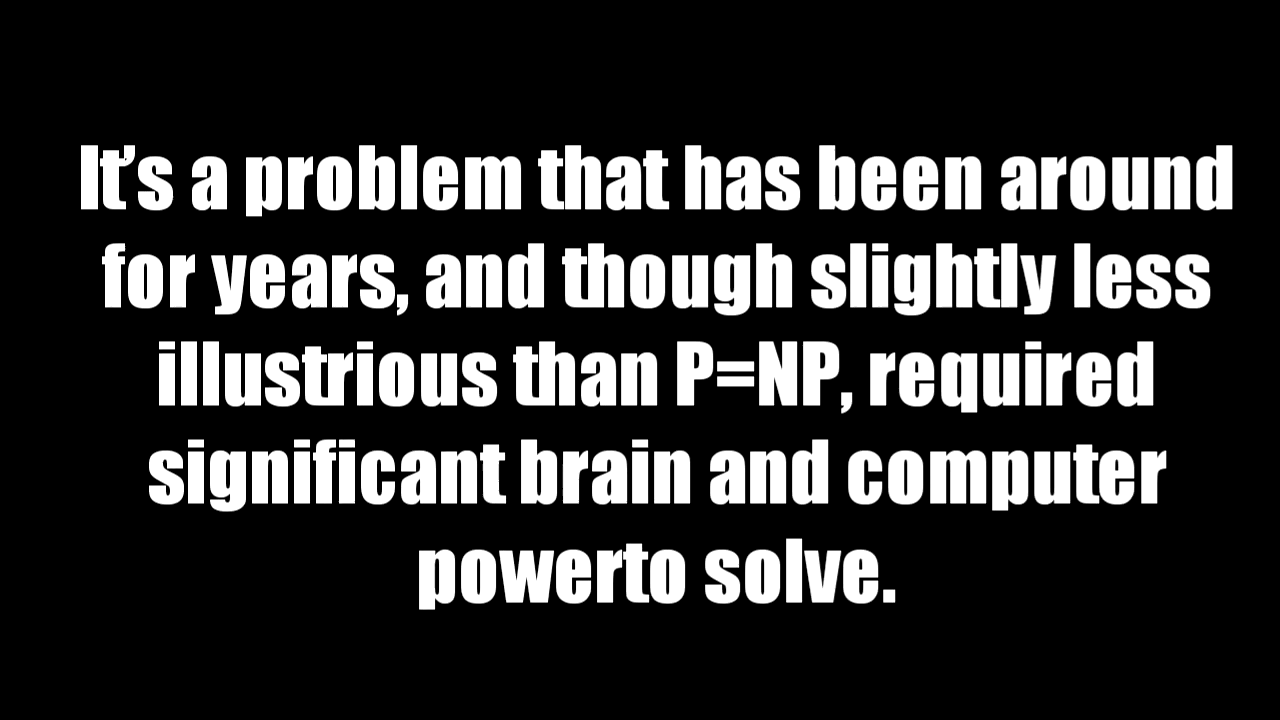 It’s a problem that has been around
for years, and though slightly less
illustrious than P=NP, required
significant brain and computer
powerto solve.